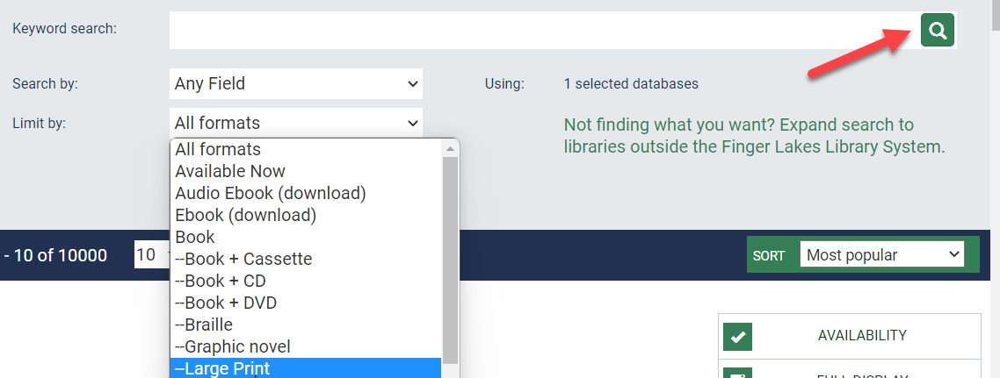 Keyword search:
Search by: Any Field Using: 1 selected databases
Limit by: All formats
Not finding what you want? Expand search to
libraries outside the Finger Lakes Library System.
All formats
Available Now
Audio Ebook (download)
Ebook (download)
Book
--Book + Cassette
--Book + CD
--Book + DVD
--Braille
--Graphic novel
--Large Print
- 10 of 10000 10 SORT Most popular
AVAILABILITY
FULL DISPLAY